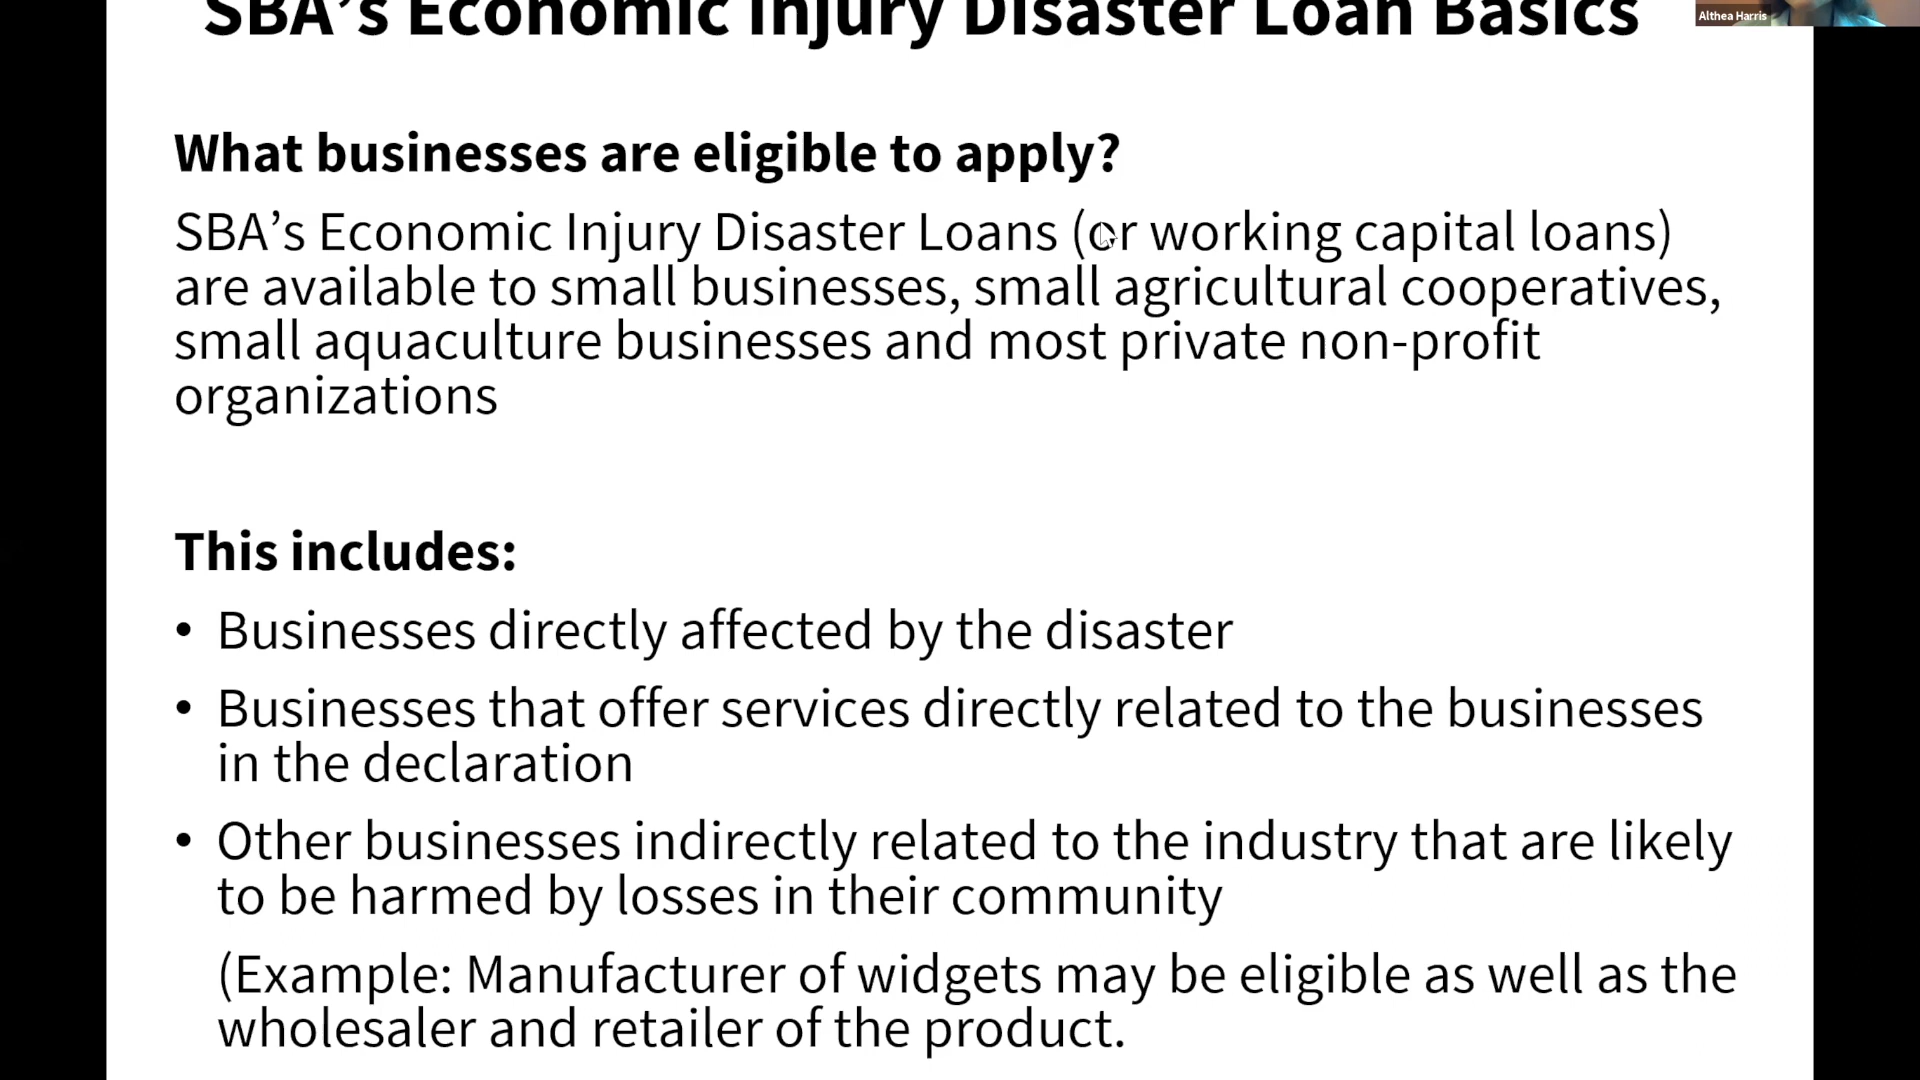 SBA’s Economic Injury Disaster Loan Basics
Althea Harris
What businesses are eligible to apply?
SBA’s Economic Injury Disaster Loans (or working capital loans)
are available to small businesses, small agricultural cooperatives,
small aquaculture businesses and most private non-profit
organizations
This includes:
• Businesses directly affected by the disaster
• Businesses that offer services directly related to the businesses
in the declaration
• Other businesses indirectly related to the industry that are likely
to be harmed by losses in their community
(Example: Manufacturer of widgets may be eligible as well as the
wholesaler and retailer of the product.